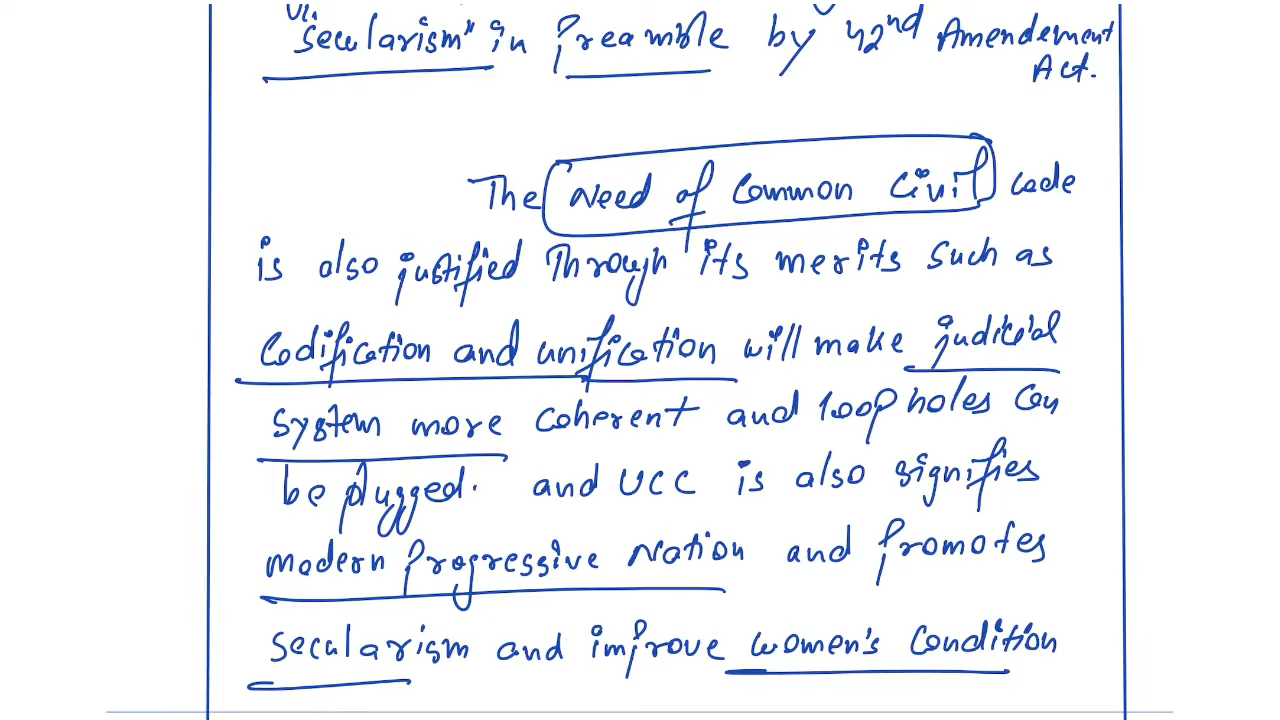 "secularism" in Preamble by 42nd Amendement
Act.
The Need of Common Civil code
is also justified Through its merits such as
Codification and unification will make judicial
system more coherent and loopholes can
be plugged. and UCC is also signifies
modern Progressive Nation and Promotes
secularism and improve women's Condition